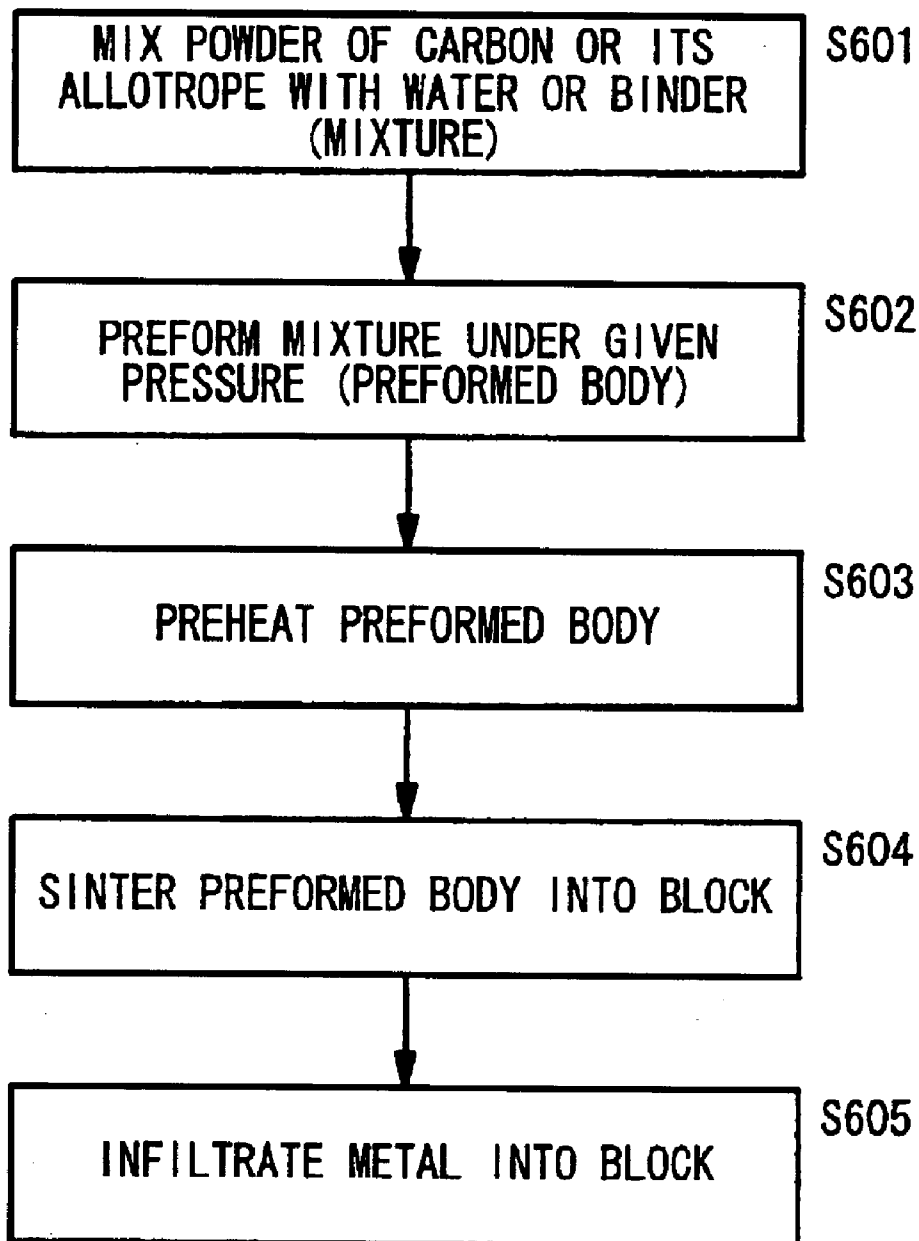 MIX POWDER OF CARBON OR ITS
ALLOTROPE WITH WATER OR BINDER
(MIXTURE)
S601
PREFORM MIXTURE UNDER GIVEN
PRESSURE (PREFORMED BODY)
S602
PREHEAT PREFORMED BODY
S603
SINTER PREFORMED BODY INTO BLOCK
S604
INFILTRATE METAL INTO BLOCK
S605